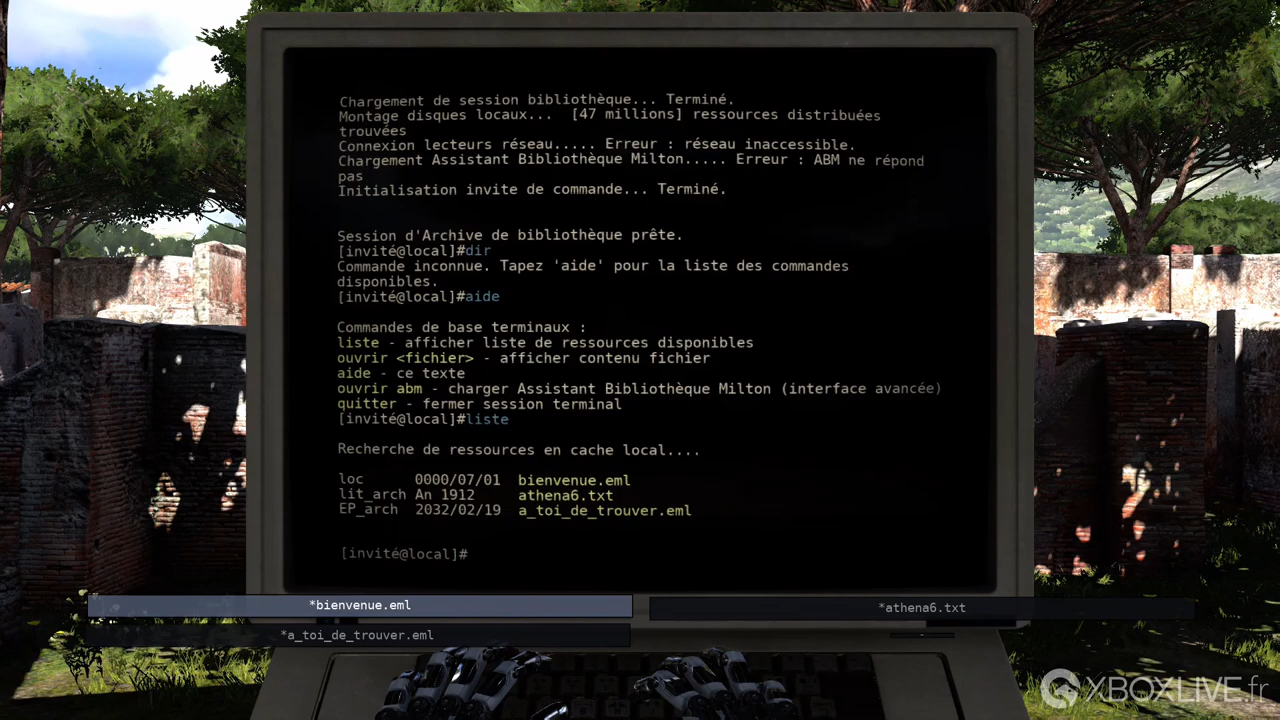 Chargement de session bibliothèque... Terminé.
Montage disques locaux...  [47 millions] ressources distribuées
trouvées
Connexion lecteurs réseau..... Erreur : réseau inaccessible.
Chargement Assistant Bibliothèque Milton..... Erreur : ABM ne répond
pas
Initialisation invite de commande... Terminé.
Session d'Archive de bibliothèque prête.
[invité@local]#dir
Commande inconnue. Tapez 'aide' pour la liste des commandes
disponibles.
[invité@local]#aide
Commandes de base terminaux :
liste - afficher liste de ressources disponibles
ouvrir <fichier> - afficher contenu fichier
aide - ce texte
ouvrir abm - charger Assistant Bibliothèque Milton (interface avancée)
quitter - fermer session terminal
[invité@local]#liste
Recherche de ressources en cache local....
loc 0000/07/01 bienvenue.eml
lit_arch An 1912 athena6.txt
EP_arch 2032/02/19 a_toi_de_trouver.eml
[invité@local]#
*bienvenue.eml
*athena6.txt
*a_toi_de_trouver.eml
XBOXLIVE.fr